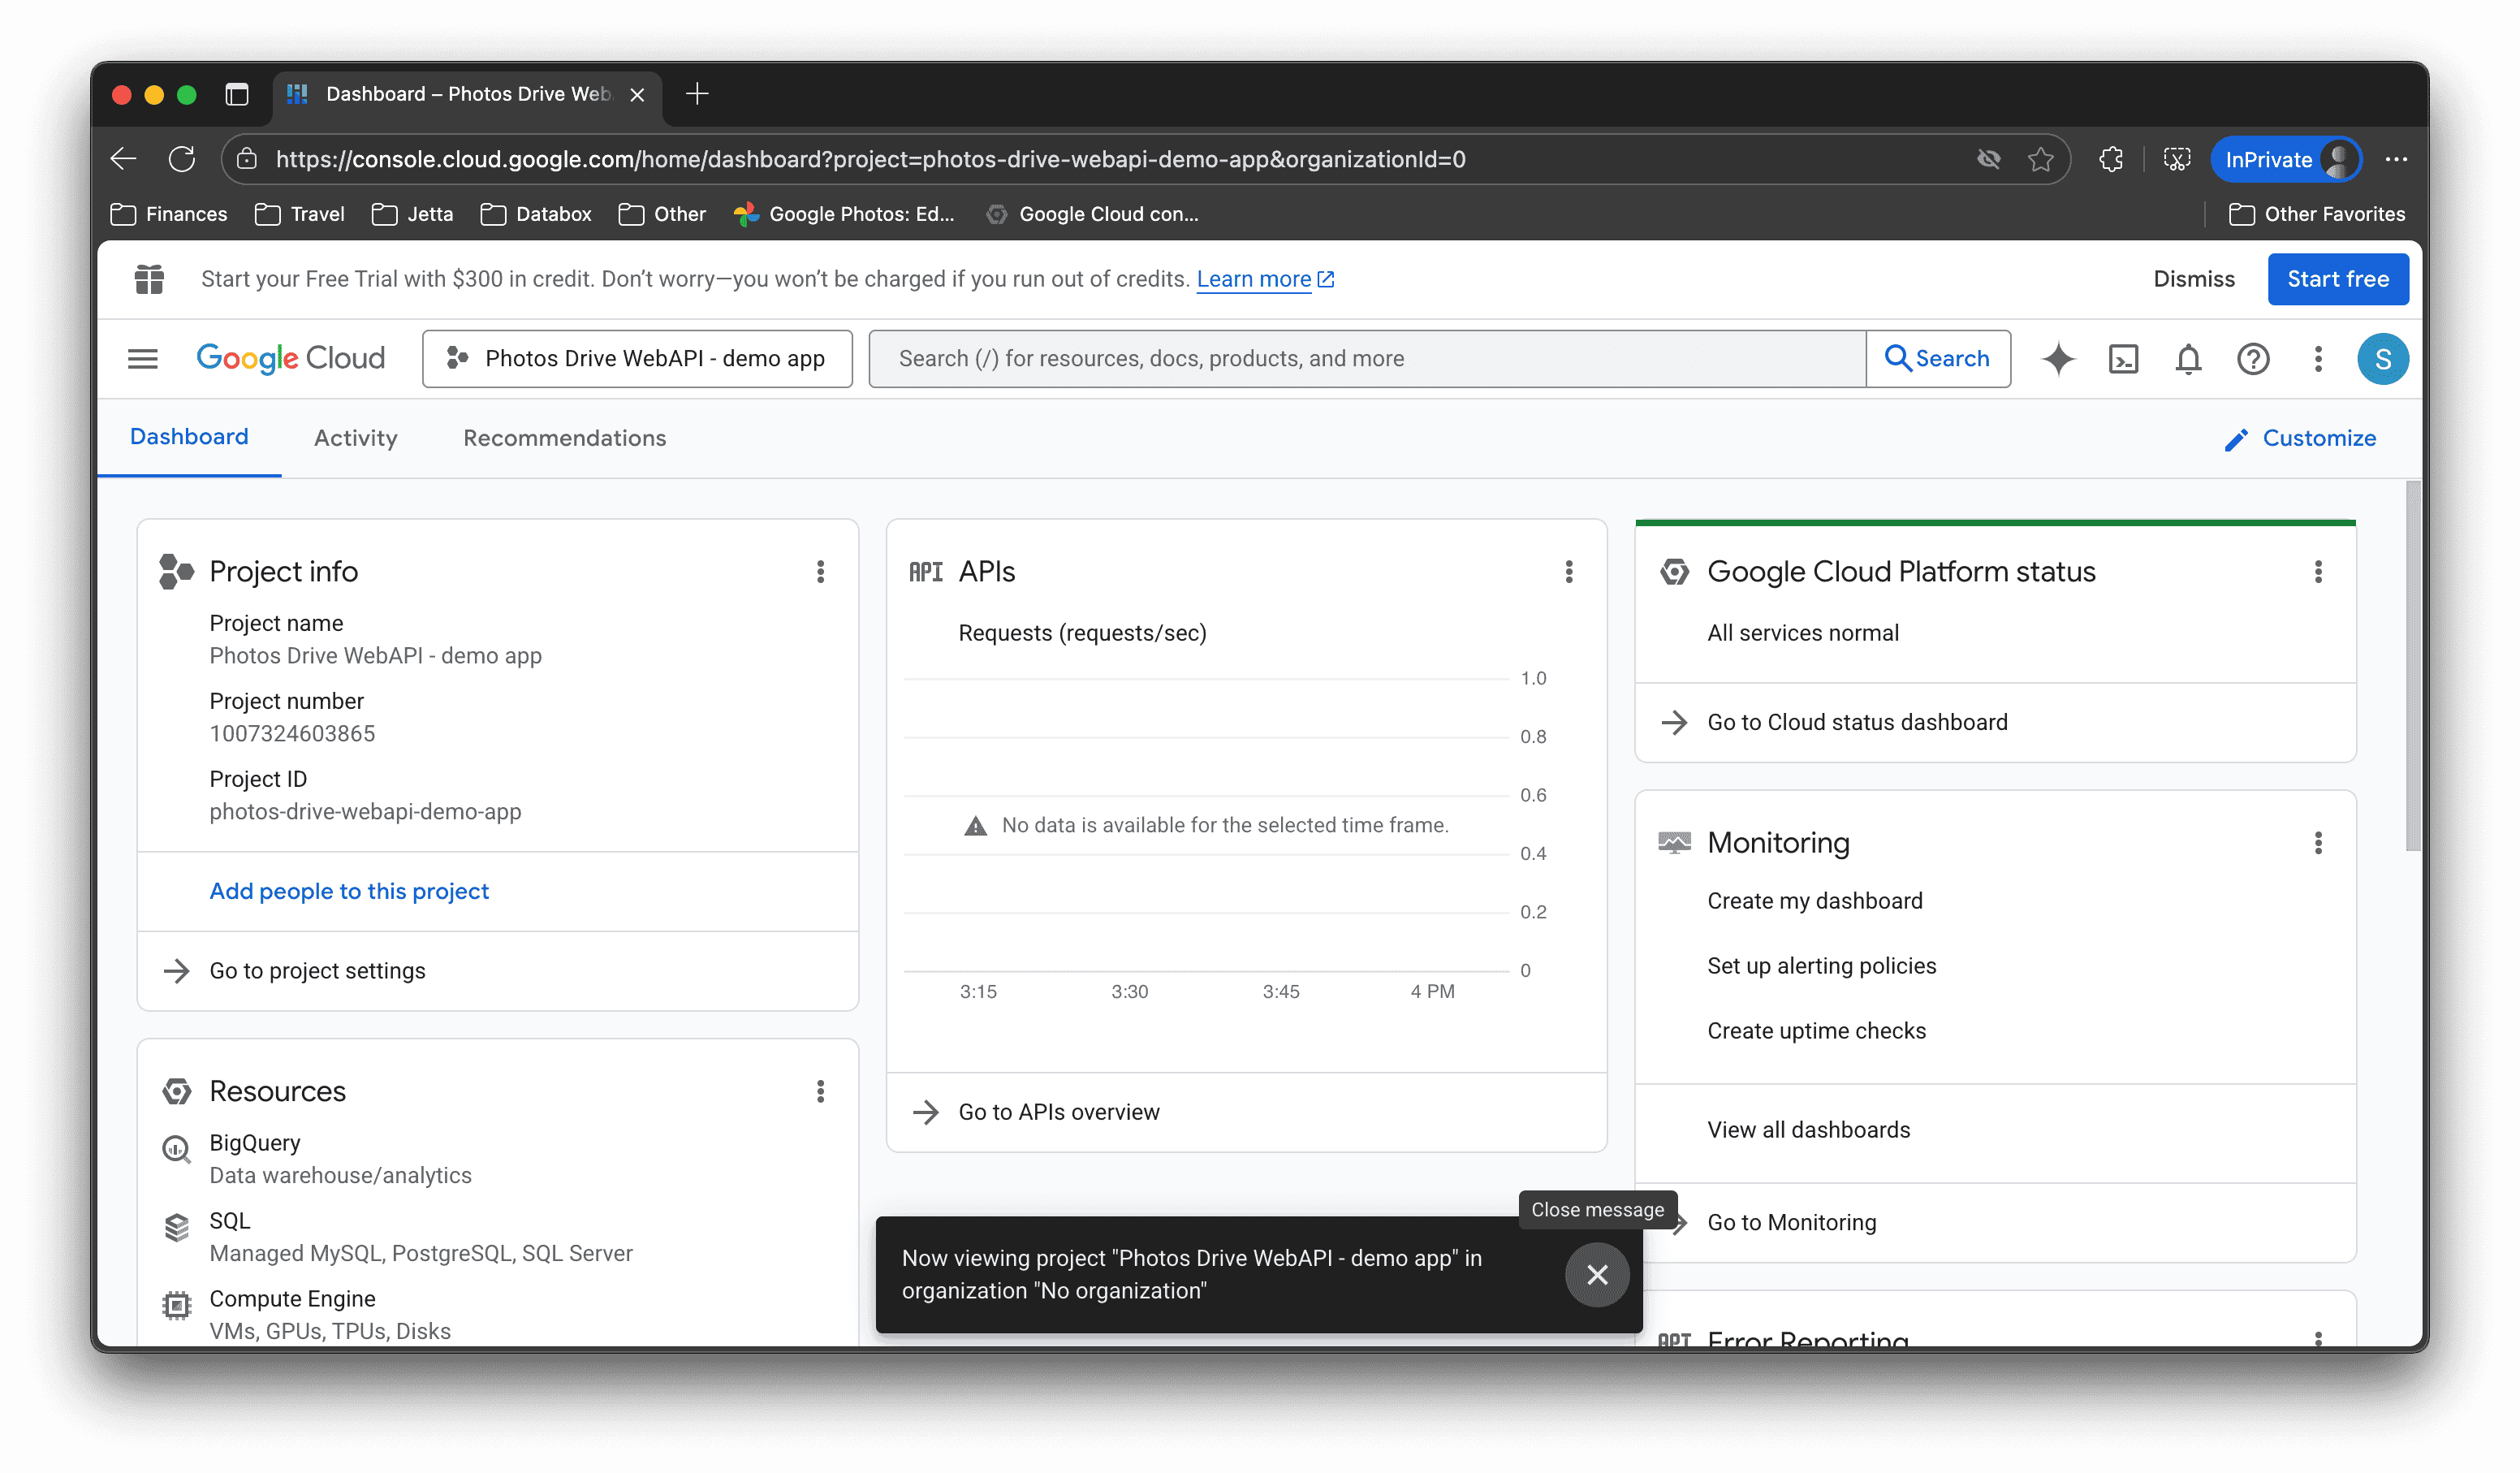 Dashboard – Photos Drive Web
https://console.cloud.google.com/home/dashboard?project=photos-drive-webapi-demo-app&organizationId=0
InPrivate
Finances
Travel
Jetta
Databox
Other
Google Photos: Ed...
Google Cloud con...
Other Favorites
Start your Free Trial with $300 in credit. Don’t worry—you won’t be charged if you run out of credits. Learn more
Dismiss
Start free
Google Cloud
Photos Drive WebAPI - demo app
Search (/) for resources, docs, products, and more
Search
S
Dashboard
Activity
Recommendations
Customize
Project info
Project name
Photos Drive WebAPI - demo app
Project number
1007324603865
Project ID
photos-drive-webapi-demo-app
Add people to this project
Go to project settings
Resources
BigQuery
Data warehouse/analytics
SQL
Managed MySQL, PostgreSQL, SQL Server
Compute Engine
VMs, GPUs, TPUs, Disks
API APIs
Requests (requests/sec)
1.0
0.8
0.6
No data is available for the selected time frame.
0.4
0.2
0
3:15
3:30
3:45
4 PM
Go to APIs overview
Google Cloud Platform status
All services normal
Go to Cloud status dashboard
Monitoring
Create my dashboard
Set up alerting policies
Create uptime checks
View all dashboards
Go to Monitoring
API Error Reporting
Close message
Now viewing project "Photos Drive WebAPI - demo app" in
organization "No organization"